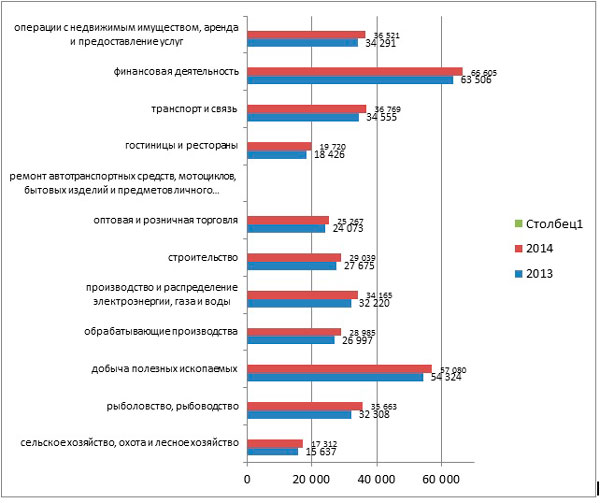 операции с недвижимым имуществом, аренда
и предоставление услуг
36 521
34 291
финансовая деятельность
66 605
63 506
транспорт и связь
36 769
34 555
гостиницы и рестораны
19 720
18 426
ремонт автотранспортных средств, мотоциклов,
бытовых изделий и предметов личного...
оптовая и розничная торговля
25 267
24 073
строительство
29 039
27 675
производство и распределение
электроэнергии, газа и воды
34 165
32 220
обрабатывающие производства
28 985
26 997
добыча полезных ископаемых
57 080
54 324
рыболовство, рыбоводство
35 663
32 308
сельское хозяйство, охота и лесное хозяйство
17 312
15 637
0 20 000 40 000 60 000
Столбец1
2014
2013